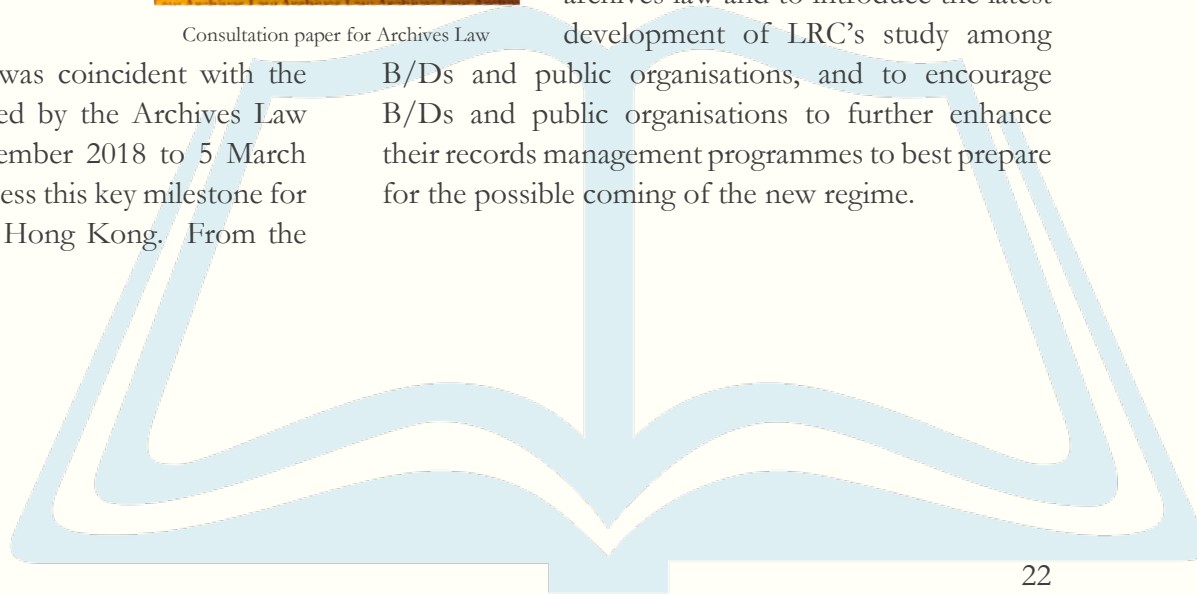 Consultation paper for Archives Law
was coincident with the
ed by the Archives Law
ember 2018 to 5 March
ess this key milestone for
Hong Kong. From the
archives law and to introduce the latest
development of LRC's study among
B/Ds and public organisations, and to encourage
B/Ds and public organisations to further enhance
their records management programmes to best prepare
for the possible coming of the new regime.
22